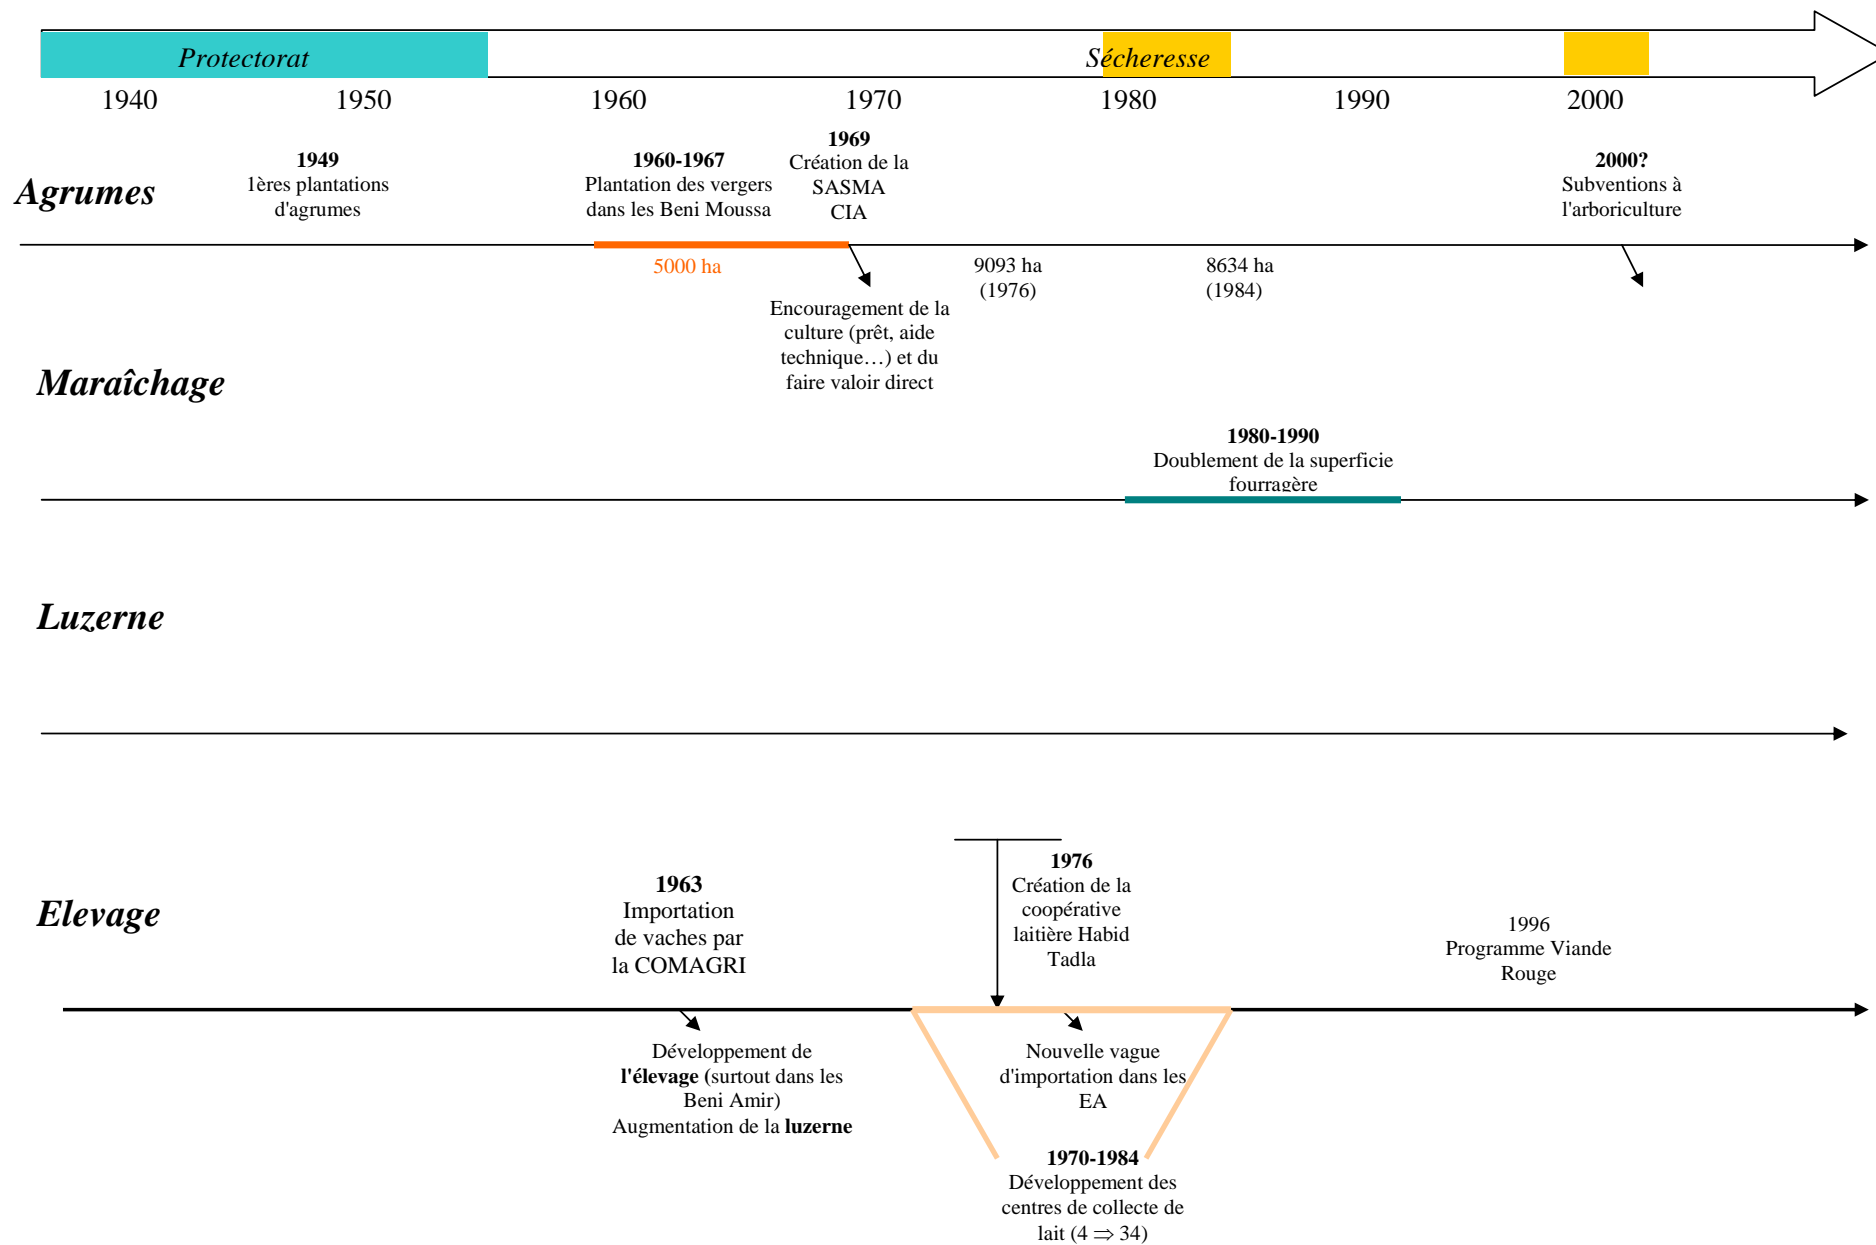 Protectorat
Sécheresse
1940
1950
1960
1970
1980
1990
2000
Agrumes
1949
1ères plantations
d'agrumes
1960-1967
Plantation des vergers
dans les Beni Moussa
1969
Création de la
SASMA
CIA
2000?
Subventions à
l'arboriculture
5000 ha
9093 ha
(1976)
8634 ha
(1984)
Encouragement de la
culture (prêt, aide
technique…) et du
faire valoir direct
Maraîchage
1980-1990
Doublement de la superficie
fourragère
Luzerne
Elevage
1963
Importation
de vaches par
la COMAGRI
1976
Création de la
coopérative
laitière Habid
Tadla
1996
Programme Viande
Rouge
Développement de
l'élevage (surtout dans les
Beni Amir)
Augmentation de la luzerne
Nouvelle vague
d'importation dans les
EA
1970-1984
Développement des
centres de collecte de
lait (4 ⇒ 34)